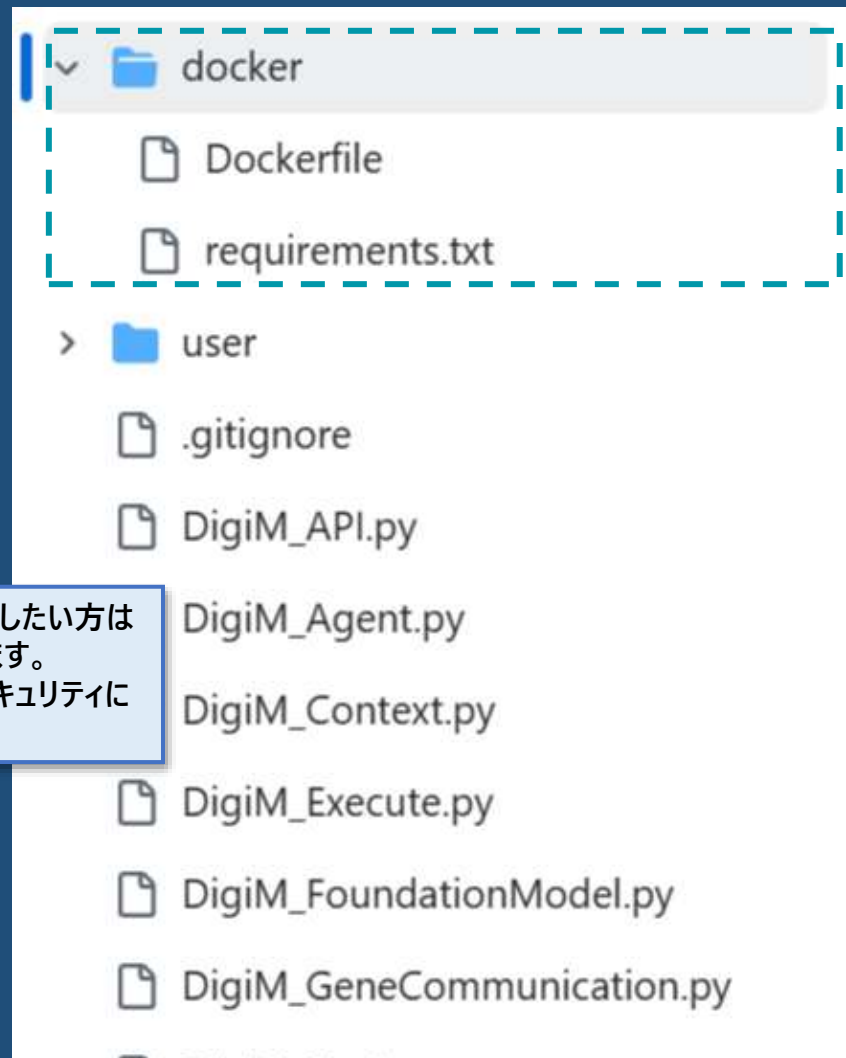 docker
Dockerfile
requirements.txt
user
.gitignore
DigiM_API.py
したい方は
ます。
キュリティに
DigiM_Agent.py
DigiM_Context.py
DigiM_Execute.py
DigiM_FoundationModel.py
DigiM_GeneCommunication.py